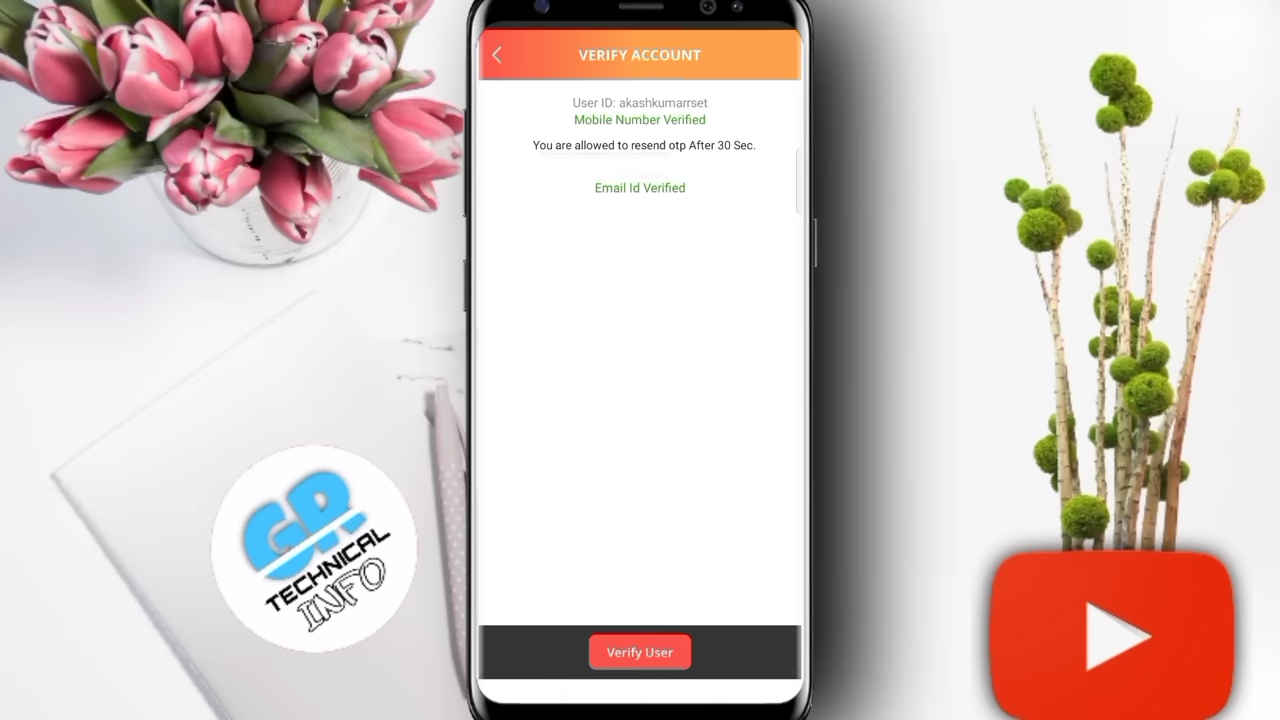 VERIFY ACCOUNT
User ID: akashkumarrset
Mobile Number Verified
You are allowed to resend otp After 30 Sec.
Email Id Verified
Verify User
GR
TECHNICAL
INFO